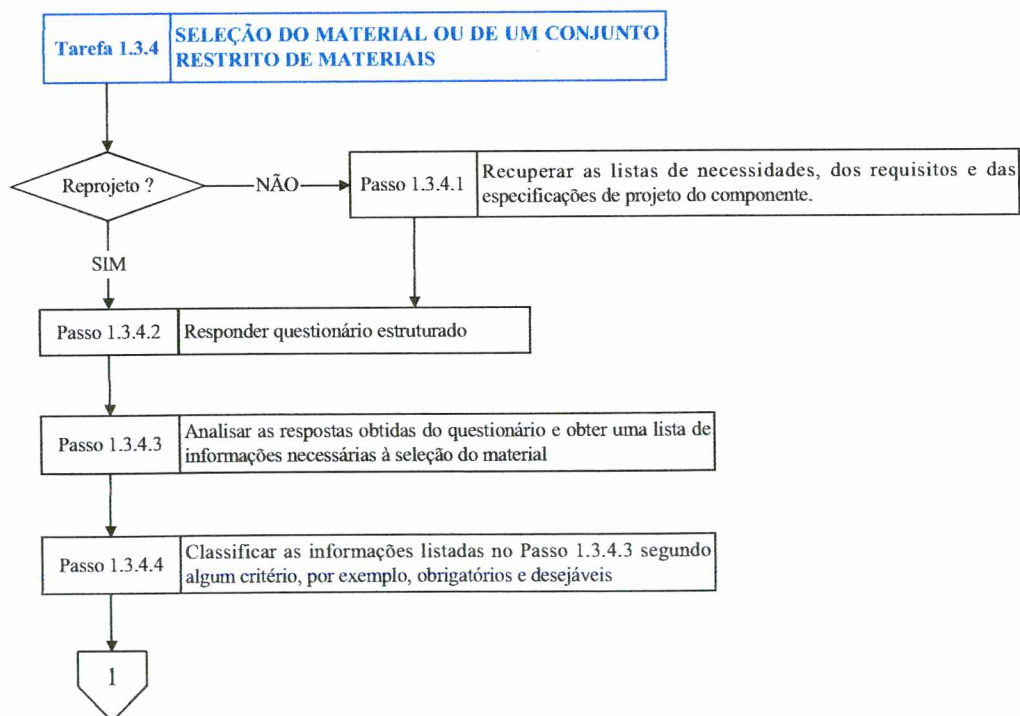 Tarefa 1.3.4
SELEÇÃO DO MATERIAL OU DE UM CONJUNTO
RESTRITO DE MATERIAIS
Reprojeto ?
NÃO
Passo 1.3.4.1
Recuperar as listas de necessidades, dos requisitos e das
especificações de projeto do componente.
SIM
Passo 1.3.4.2
Responder questionário estruturado
Passo 1.3.4.3
Analisar as respostas obtidas do questionário e obter uma lista de
informações necessárias à seleção do material
Passo 1.3.4.4
Classificar as informações listadas no Passo 1.3.4.3 segundo
algum critério, por exemplo, obrigatórios e desejáveis
1